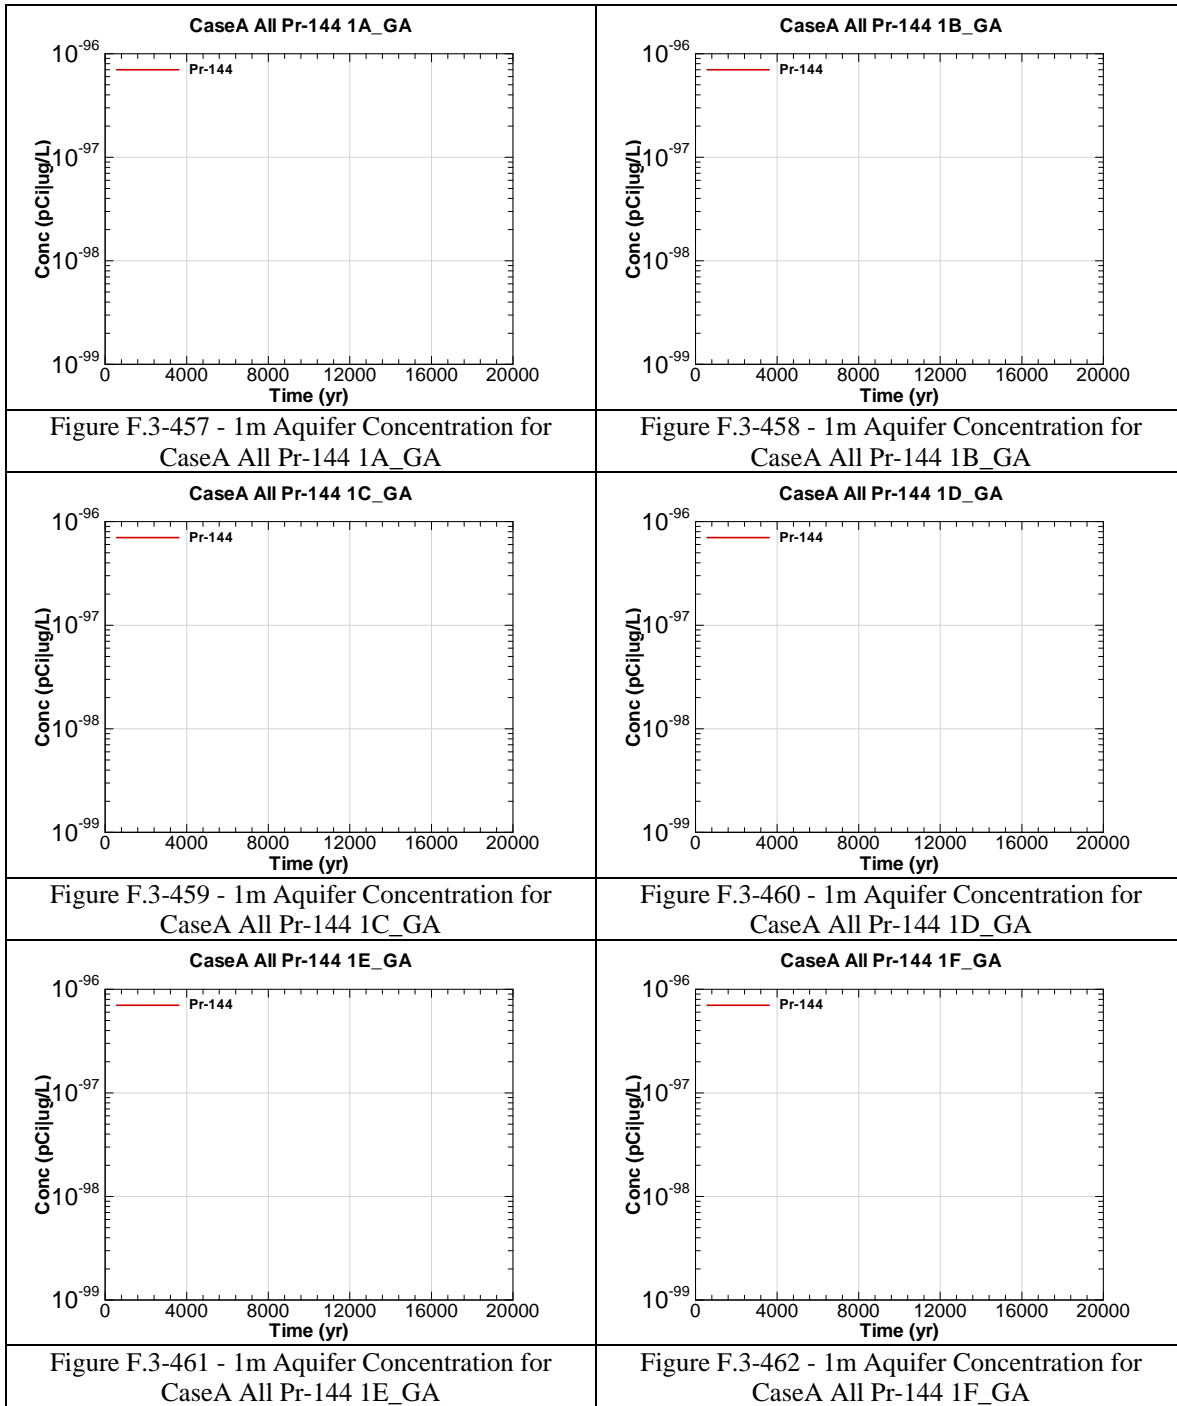 CaseA All Pr-144 1A_GA
10-96
Pr-144
10-97
Conc (pCi|ug/L)
10-98
10-99
0 4000 8000 12000 16000 20000
Time (yr)
Figure F.3-457 - 1m Aquifer Concentration for
CaseA All Pr-144 1A_GA
CaseA All Pr-144 1B_GA
10-96
Pr-144
10-97
Conc (pCi|ug/L)
10-98
10-99
0 4000 8000 12000 16000 20000
Time (yr)
Figure F.3-458 - 1m Aquifer Concentration for
CaseA All Pr-144 1B_GA
CaseA All Pr-144 1C_GA
10-96
Pr-144
10-97
Conc (pCi|ug/L)
10-98
10-99
0 4000 8000 12000 16000 20000
Time (yr)
Figure F.3-459 - 1m Aquifer Concentration for
CaseA All Pr-144 1C_GA
CaseA All Pr-144 1D_GA
10-96
Pr-144
10-97
Conc (pCi|ug/L)
10-98
10-99
0 4000 8000 12000 16000 20000
Time (yr)
Figure F.3-460 - 1m Aquifer Concentration for
CaseA All Pr-144 1D_GA
CaseA All Pr-144 1E_GA
10-96
Pr-144
10-97
Conc (pCi|ug/L)
10-98
10-99
0 4000 8000 12000 16000 20000
Time (yr)
Figure F.3-461 - 1m Aquifer Concentration for
CaseA All Pr-144 1E_GA
CaseA All Pr-144 1F_GA
10-96
Pr-144
10-97
Conc (pCi|ug/L)
10-98
10-99
0 4000 8000 12000 16000 20000
Time (yr)
Figure F.3-462 - 1m Aquifer Concentration for
CaseA All Pr-144 1F_GA